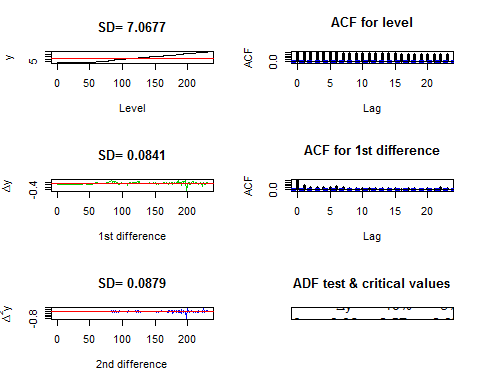 SD= 7.0677
ACF for level
y
5
0 50 100 150 200
Level
ACF
0.0
0 5 10 15 20
Lag
SD= 0.0841
ACF for 1st difference
Δy
-0.4
0 50 100 150 200
1st difference
ACF
0.0
0 5 10 15 20
Lag
SD= 0.0879
ADF test & critical values
Δ²y
-0.8
0 50 100 150 200
2nd difference